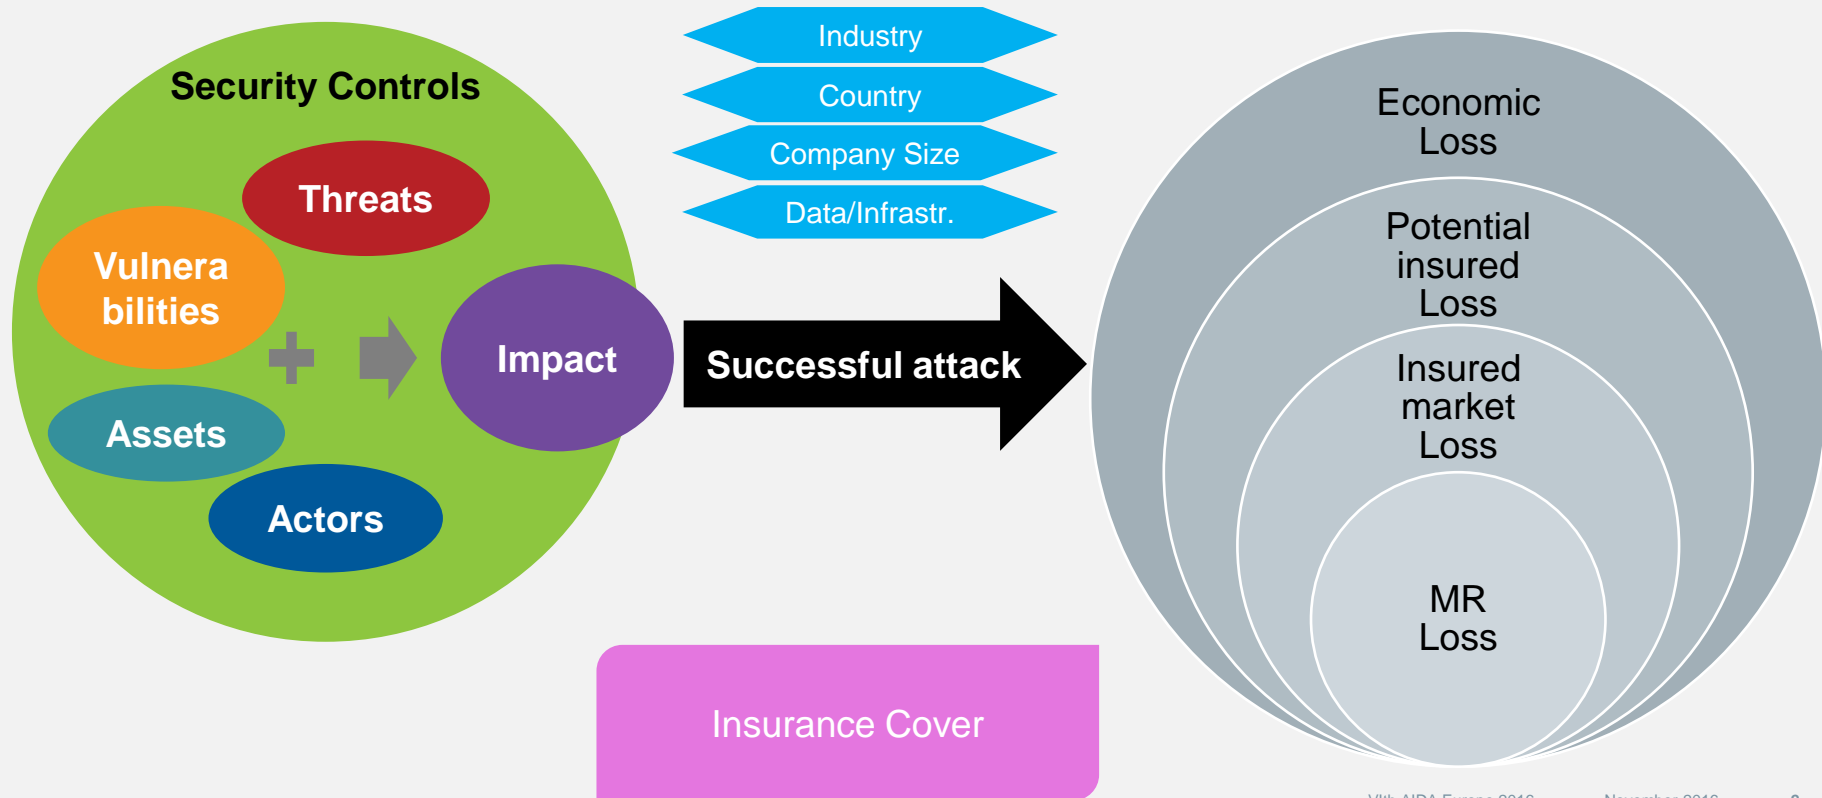 Security Controls
Threats
Vulnera
bilities
Assets
Actors
Impact
Industry
Country
Company Size
Data/Infrastr.
Successful attack
Insurance Cover
Economic
Loss
Potential
insured
Loss
Insured
market
Loss
MR
Loss